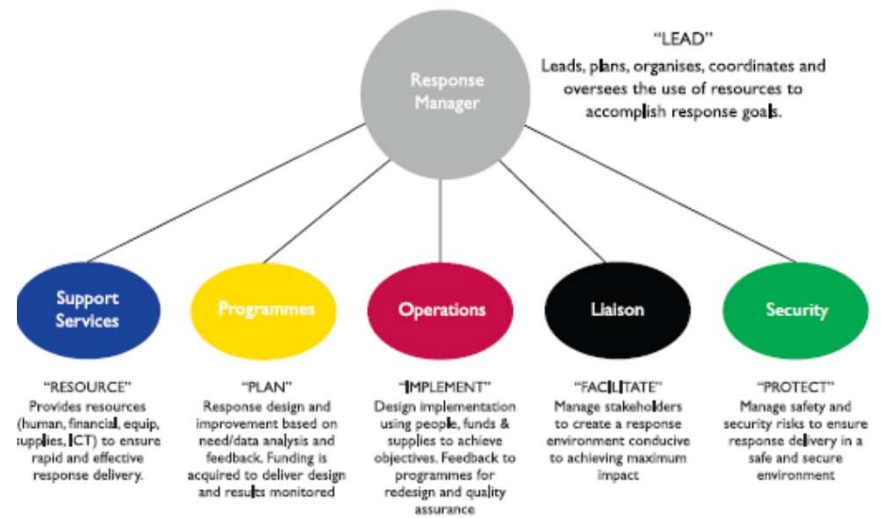 Response
Manager
“LEAD”
Leads, plans, organises, coordinates and
oversees the use of resources to
accomplish response goals.
Support
Services
Programmes
Operations
Liaison
Security
“RESOURCE”
Provides resources
(human, financial, equip,
supplies, ICT) to ensure
rapid and effective
response delivery.
“PLAN”
Response design and
improvement based on
need/data analysis and
feedback. Funding is
acquired to deliver design
and results monitored
“IMPLEMENT”
Design implementation
using people, funds &
supplies to achieve
objectives. Feedback to
programmes for
redesign and quality
assurance
“FACILITATE”
Manage stakeholders
to create a response
environment conducive
to achieving maximum
impact
“PROTECT”
Manage safety and
security risks to ensure
response delivery in a
safe and secure
environment